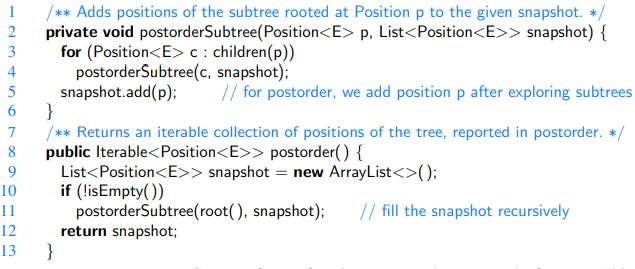 1 /** Adds positions of the subtree rooted at Position p to the given snapshot. */
2 private void postorderSubtree(Position<E> p, List<Position<E>> snapshot) {
3 for (Position<E> c : children(p))
4 postorderSubtree(c, snapshot);
5 snapshot.add(p); // for postorder, we add position p after exploring subtrees
6 }
7 /** Returns an iterable collection of positions of the tree, reported in postorder. */
8 public Iterable<Position<E>> postorder( ) {
9 List<Position<E>> snapshot = new ArrayList<>( );
10 if (!isEmpty( ))
11 postorderSubtree(root( ), snapshot); // fill the snapshot recursively
12 return snapshot;
13 }